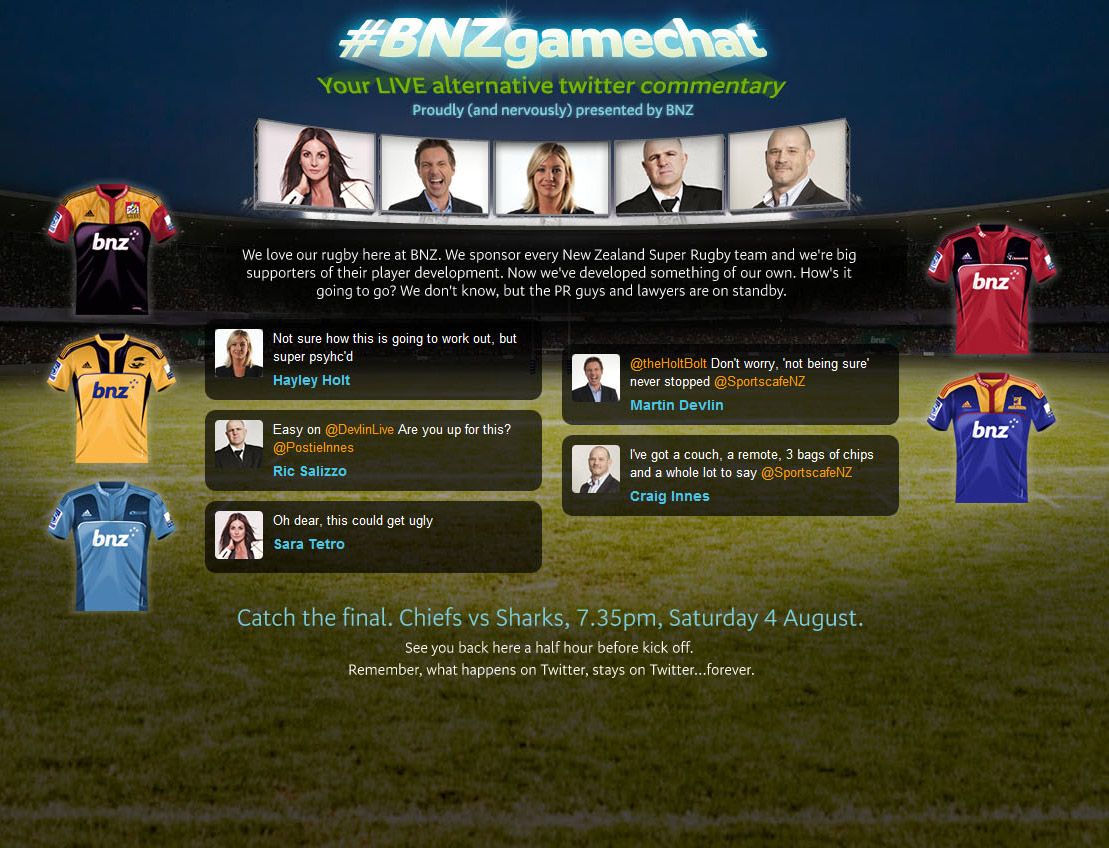 #BNZgamechat
Your LIVE alternative twitter commentary
Proudly (and nervously) presented by BNZ
We love our rugby here at BNZ. We sponsor every New Zealand Super Rugby team and we're big
supporters of their player development. Now we've developed something of our own. How's it
going to go? We don't know, but the PR guys and lawyers are on standby.
bnz
bnz
bnz
bnz
bnz
Not sure how this is going to work out, but
super psyhc'd
Hayley Holt
@theHoltBolt Don't worry, 'not being sure'
never stopped @SportscafeNZ
Martin Devlin
Easy on @DevlinLive Are you up for this?
@PostieInnes
Ric Salizzo
I've got a couch, a remote, 3 bags of chips
and a whole lot to say @SportscafeNZ
Craig Innes
Oh dear, this could get ugly
Sara Tetro
Catch the final. Chiefs vs Sharks, 7.35pm, Saturday 4 August.
See you back here a half hour before kick off.
Remember, what happens on Twitter, stays on Twitter...forever.